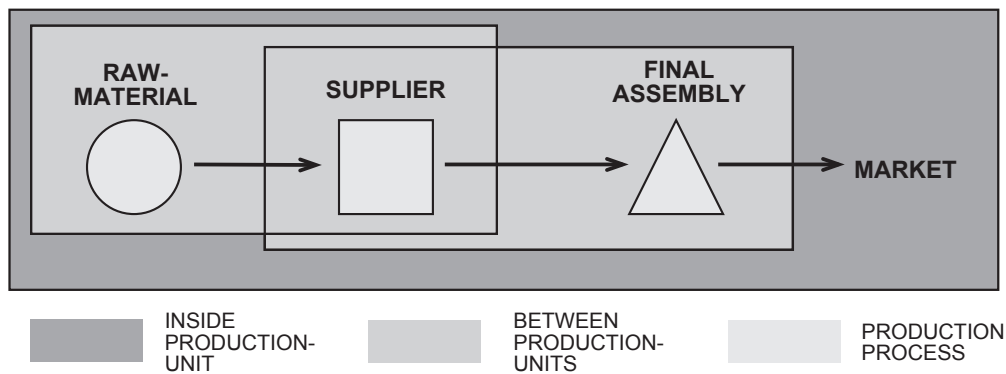 RAW-
MATERIAL
SUPPLIER
FINAL
ASSEMBLY
MARKET
INSIDE
PRODUCTION-
UNIT
BETWEEN
PRODUCTION-
UNITS
PRODUCTION
PROCESS